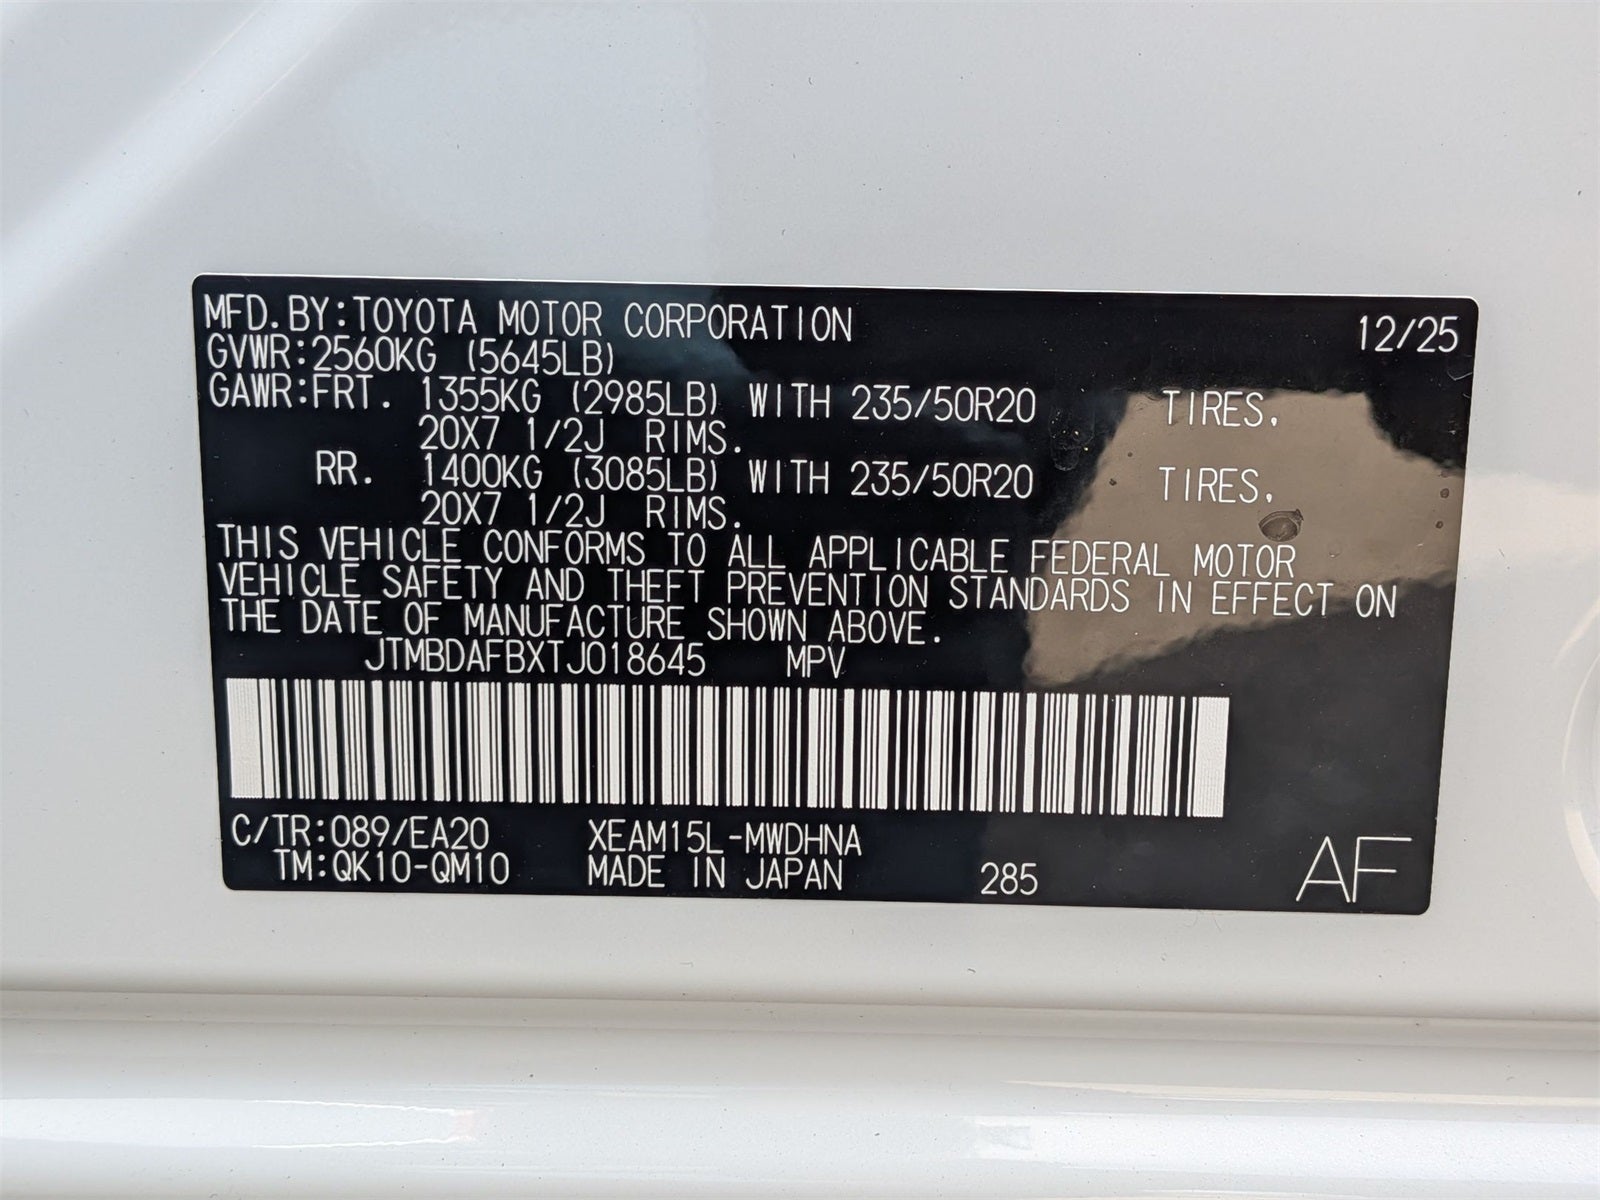 MFD.BY:TOYOTA MOTOR CORPORATION 12/25
GVWR:2560KG (5645LB)
GAWR:FRT. 1355KG (2985LB) WITH 235/50R20 TIRES.
20X7 1/2J RIMS.
RR. 1400KG (3085LB) WITH 235/50R20 TIRES.
20X7 1/2J RIMS.
THIS VEHICLE CONFORMS TO ALL APPLICABLE FEDERAL MOTOR
VEHICLE SAFETY AND THEFT PREVENTION STANDARDS IN EFFECT ON
THE DATE OF MANUFACTURE SHOWN ABOVE.
JTMBDAFBXTJ018645 MPV
C/TR:089/EA20 XEAM15L-MWDHNA
TM:QK10-QM10 MADE IN JAPAN 285 AF